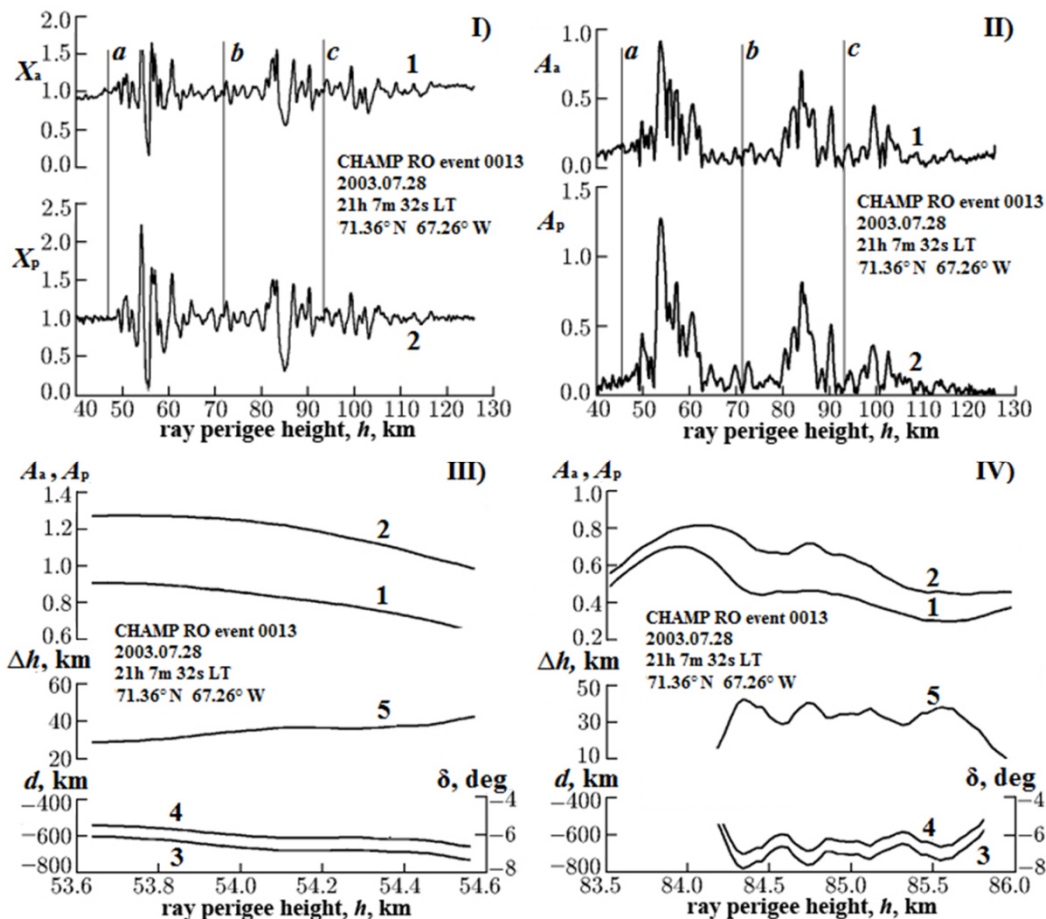 I)
2.0
Xa
1.5
1.0
0.5
0.0
a
b
c
1
CHAMP RO event 0013
2003.07.28
21h 7m 32s LT
71.36° N 67.26° W
2.5
Xp
2.0
1.5
1.0
0.5
0.0
2
40 50 60 70 80 90 100 110 120 130
ray perigee height, h, km
II)
Aa
1.0
0.5
0.0
a
b
c
1
CHAMP RO event 0013
2003.07.28
21h 7m 32s LT
71.36° N 67.26° W
Ap
1.5
1.0
0.5
0.0
2
40 50 60 70 80 90 100 110 120 130
ray perigee height, h, km
Aa, Ap
III)
1.4
1.2
1.0
0.8
0.6
2
1
CHAMP RO event 0013
2003.07.28
21h 7m 32s LT
71.36° N 67.26° W
Δh, km
60
40
20
5
d, km
δ, deg
−400
−600
−800
−4
−6
−8
4
3
53.6 53.8 54.0 54.2 54.4 54.6
ray perigee height, h, km
Aa, Ap
IV)
1.0
0.8
0.6
0.4
0.2
2
1
CHAMP RO event 0013
2003.07.28
21h 7m 32s LT
71.36° N 67.26° W
Δh, km
50
30
10
5
d, km
δ, deg
−400
−600
−800
−4
−6
−8
4
3
83.5 84.0 84.5 85.0 85.5 86.0
ray perigee height, h, km